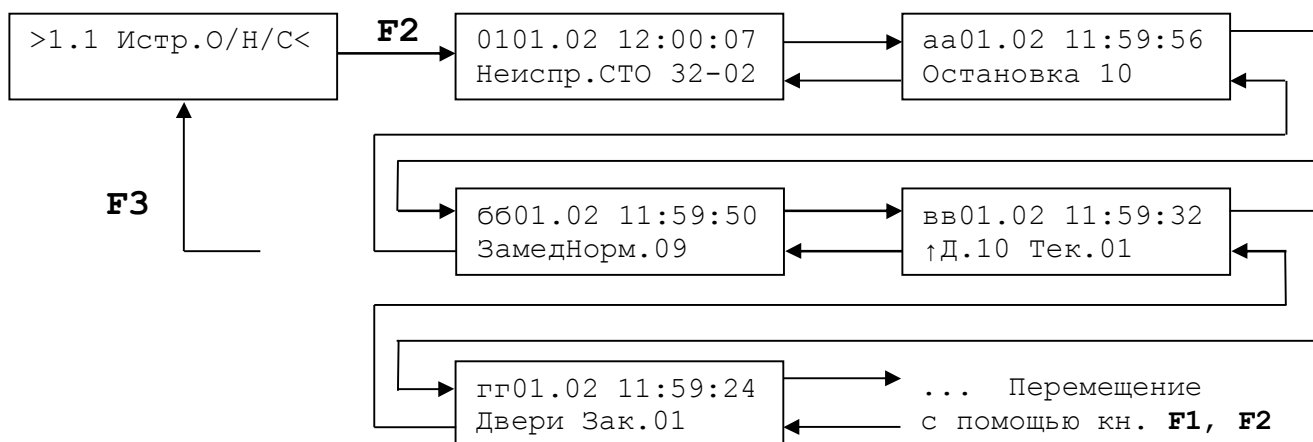 >1.1 Истр.О/Н/С<
F2
0101.02 12:00:07
Неиспр.СТО 32-02
аа01.02 11:59:56
Остановка 10
F3
бб01.02 11:59:50
ЗамедНорм.09
вв01.02 11:59:32
↑Д.10 Тек.01
гг01.02 11:59:24
Двери Зак.01
... Перемещение
с помощью кн. F1, F2